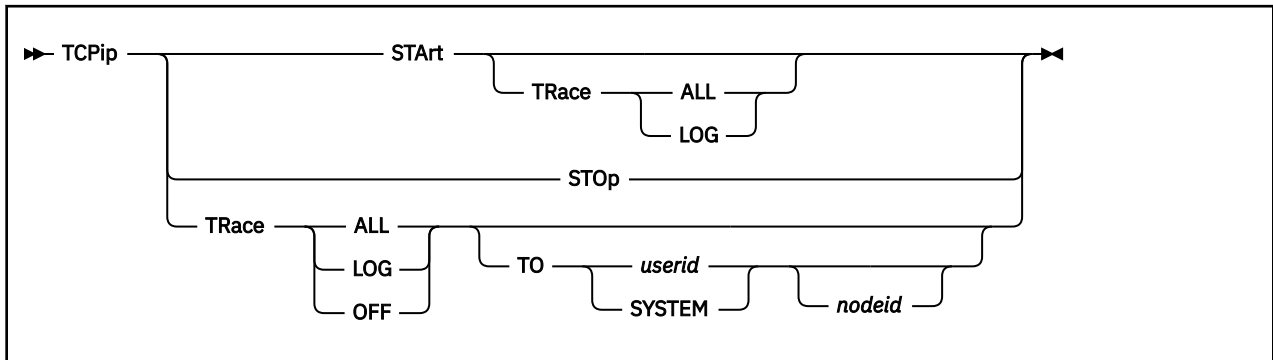 TCPip STArt
TRace ALL
LOG
STOp
TRace ALL
LOG
OFF
TO userid
SYSTEM
nodeid